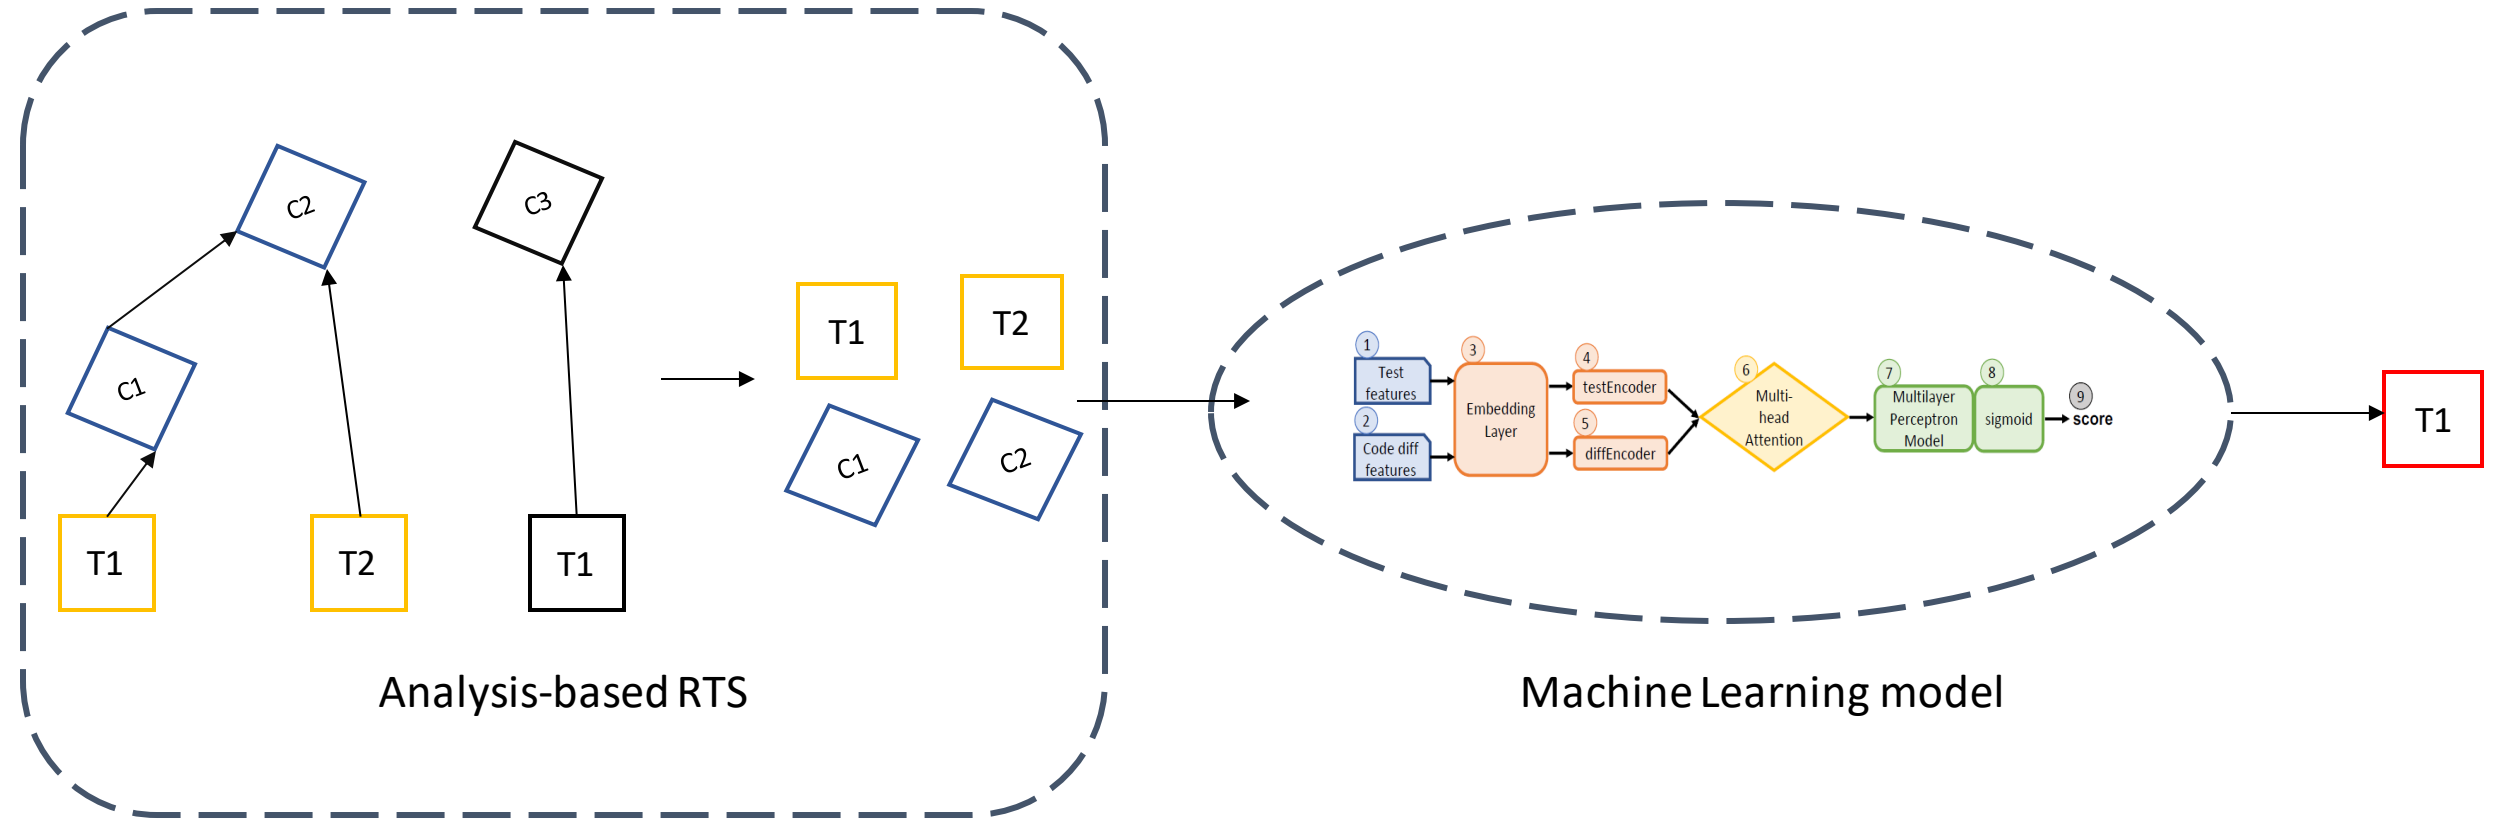 C2
C3
C1
T1
T2
T1
T1
T2
C1
C2
Analysis-based RTS
1
Test
features
2
Code diff
features
3
Embedding
Layer
4
testEncoder
5
diffEncoder
6
Multi-
head
Attention
7
Multilayer
Perceptron
Model
8
sigmoid
9
score
Machine Learning model
T1